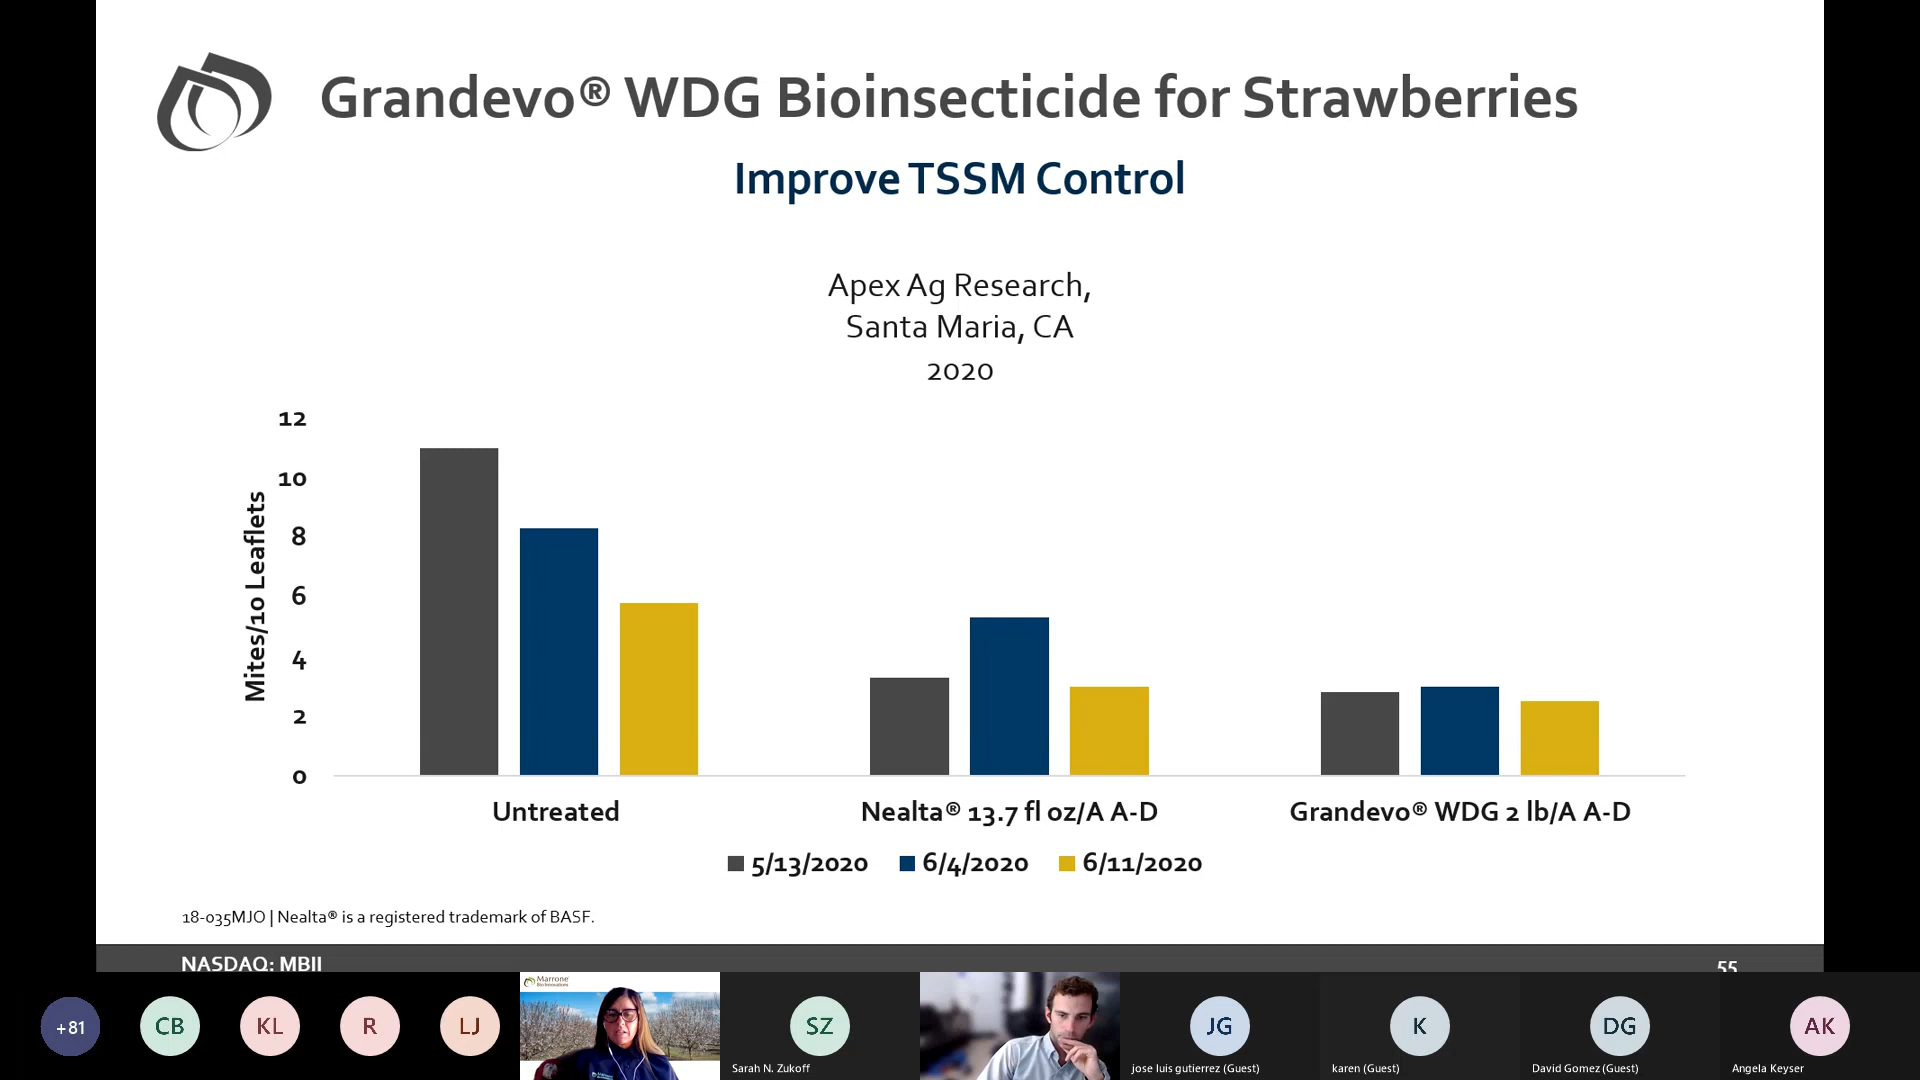 Grandevo® WDG Bioinsecticide for Strawberries
Improve TSSM Control
Apex Ag Research,
Santa Maria, CA
2020
12
10
8
6
4
2
0
Mites/10 Leaflets
Untreated
Nealta® 13.7 fl oz/A A-D
Grandevo® WDG 2 lb/A A-D
5/13/2020
6/4/2020
6/11/2020
18-035MJO | Nealta® is a registered trademark of BASF.
NASDAQ: MBII
55
+81
CB
KL
R
LJ
Marrone
Bio Innovations
SZ
Sarah N. Zukoff
JG
jose luis gutierrez (Guest)
K
karen (Guest)
DG
David Gomez (Guest)
AK
Angela Keyser